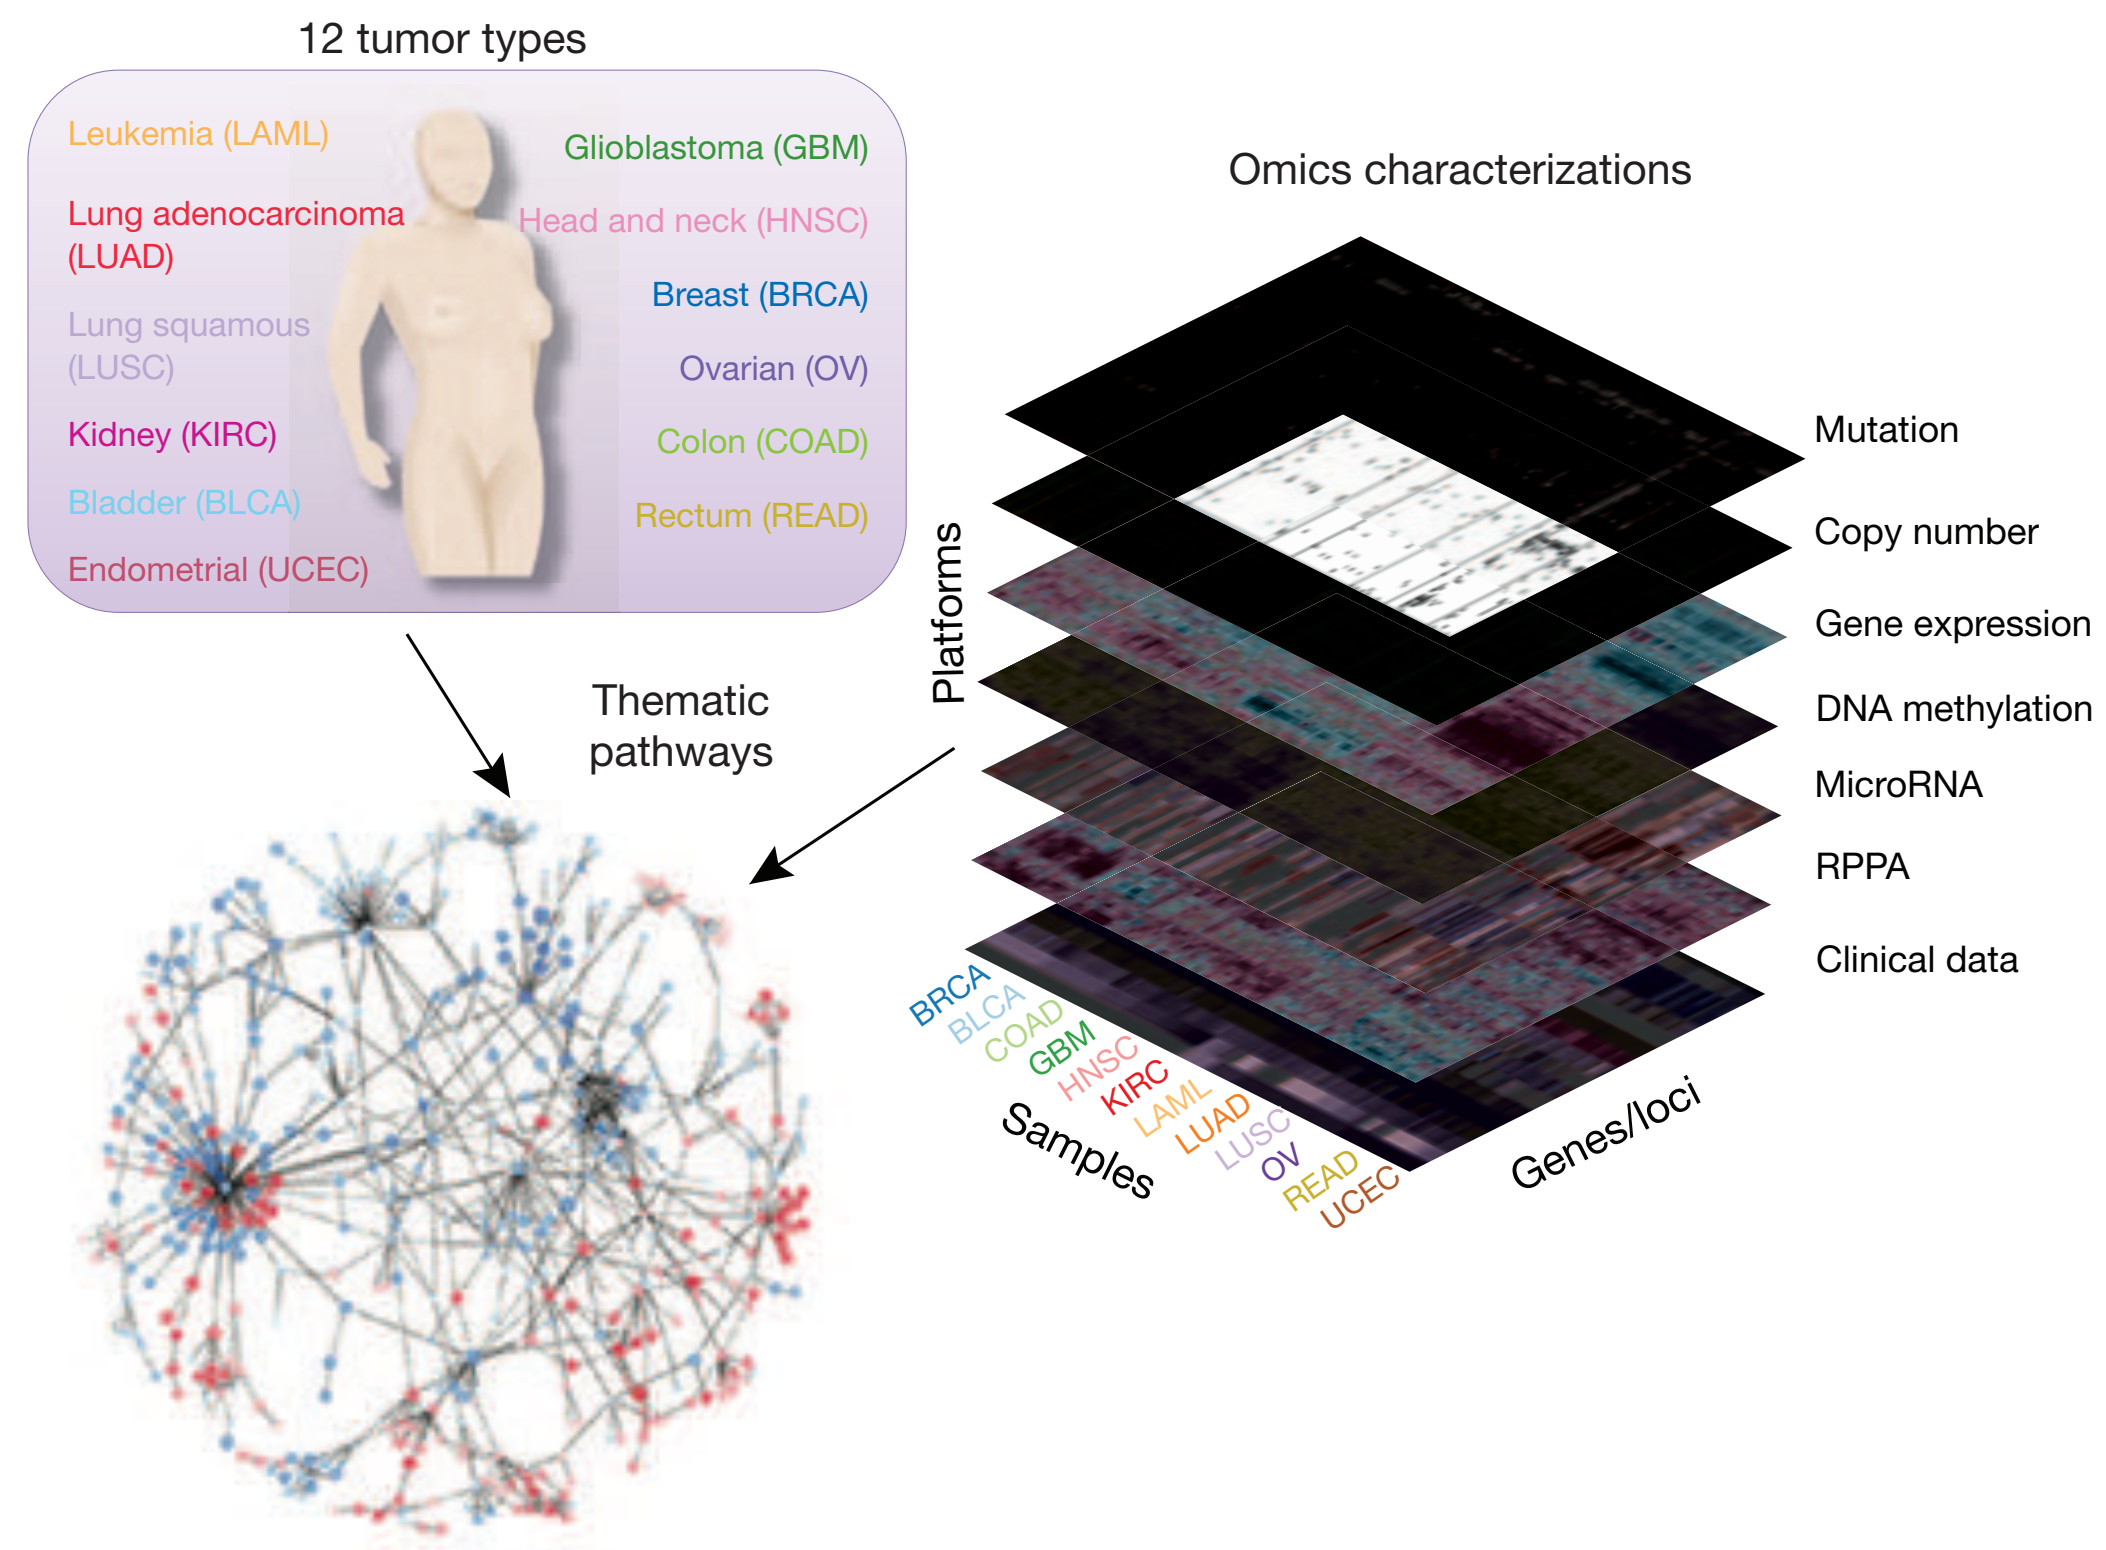 12 tumor types
Leukemia (LAML)
Lung adenocarcinoma
(LUAD)
Lung squamous
(LUSC)
Kidney (KIRC)
Bladder (BLCA)
Endometrial (UCEC)
Glioblastoma (GBM)
Head and neck (HNSC)
Breast (BRCA)
Ovarian (OV)
Colon (COAD)
Rectum (READ)
Thematic
pathways
Omics characterizations
Platforms
Mutation
Copy number
Gene expression
DNA methylation
MicroRNA
RPPA
Clinical data
BRCA
BLCA
COAD
GBM
HNSC
KIRC
LAML
LUAD
LUSC
OV
READ
UCEC
Samples
Genes/loci